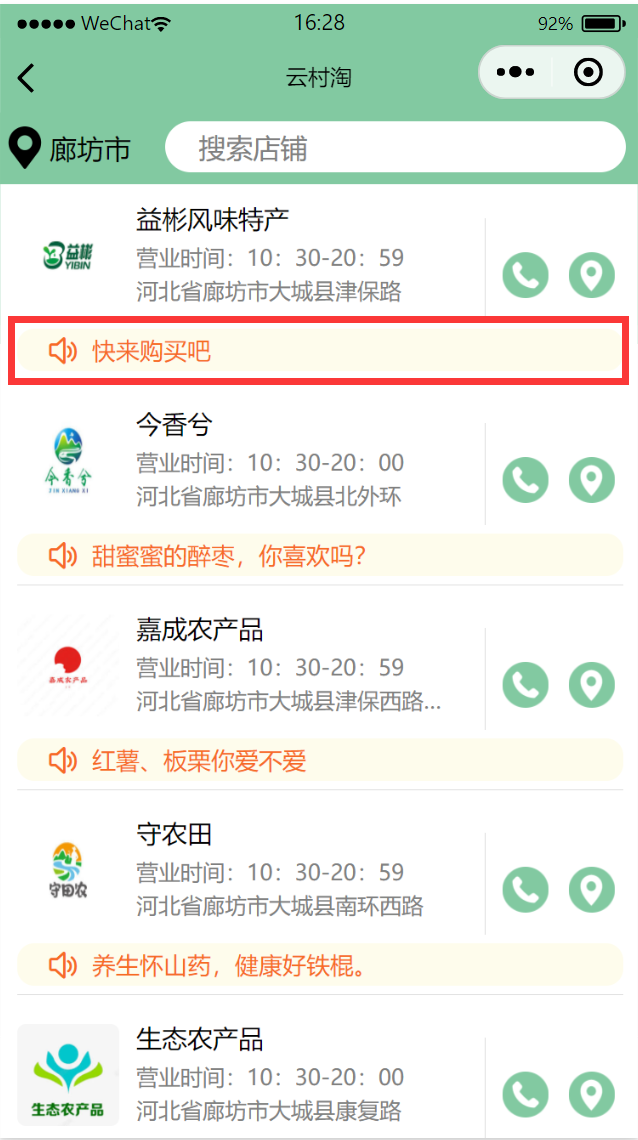 WeChat
16:28
92%
云村淘
廊坊市
搜索店铺
益彬风味特产
益彬
YIBIN
营业时间：10：30-20：59
河北省廊坊市大城县津保路
快来购买吧
今香兮
营业时间：10：30-20：00
今香兮
JIN XIANG XI
河北省廊坊市大城县北外环
甜蜜蜜的醉枣，你喜欢吗?
嘉成农产品
营业时间：10：30-20：59
嘉成农产品
河北省廊坊市大城县津保西路...
红薯、板栗你爱不爱
守农田
营业时间：10：30-20：59
守田农
河北省廊坊市大城县南环西路
养生怀山药，健康好铁棍。
生态农产品
营业时间：10：30-20：00
生态农产品
河北省廊坊市大城县康复路